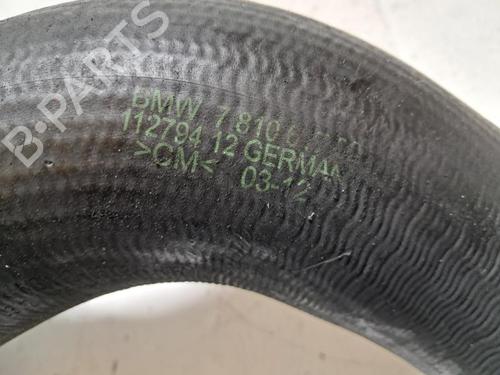 B-PARTS
BMW 7 810
112794 12 GERMAN
>CM< 03-12